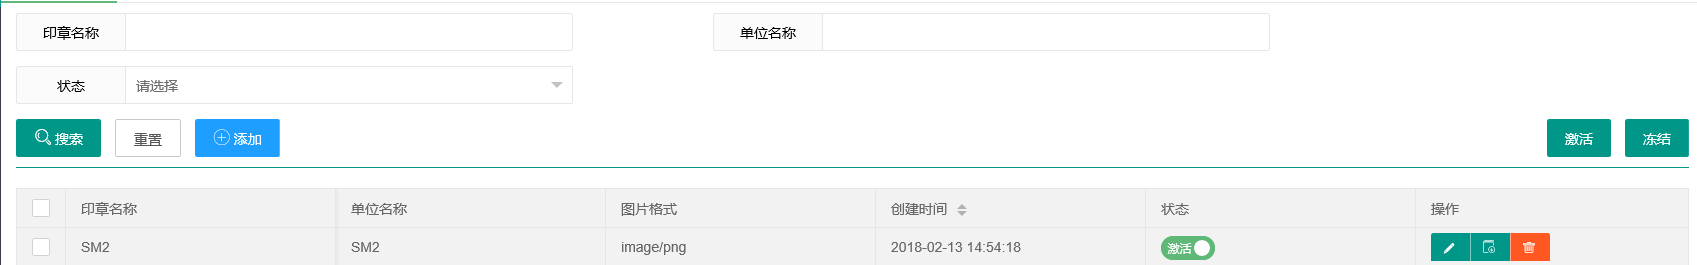 印章名称 单位名称
状态 请选择
搜索 重置 添加 激活 冻结
印章名称 单位名称 图片格式 创建时间 状态 操作
SM2 SM2 image/png 2018-02-13 14:54:18 激活